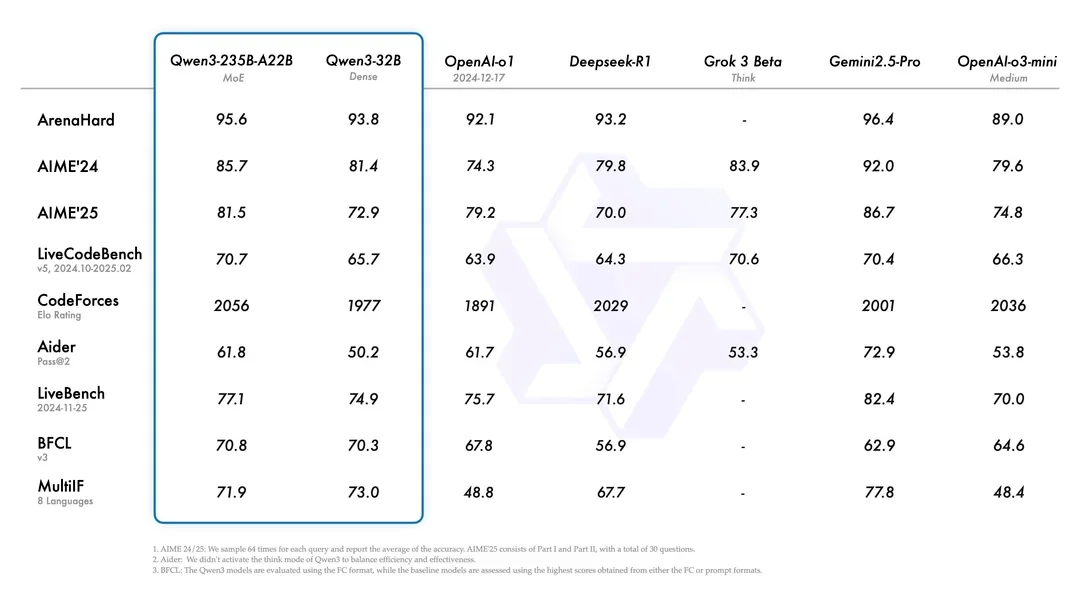 Qwen3-235B-A22B Qwen3-32B OpenAI-o1 Deepseek-R1 Grok 3 Beta Gemini2.5-Pro OpenAI-o3-mini
MoE Dense 2024-12-17 Think Medium
ArenaHard 95.6 93.8 92.1 93.2 - 96.4 89.0
AIME'24 85.7 81.4 74.3 79.8 83.9 92.0 79.6
AIME'25 81.5 72.9 79.2 70.0 77.3 86.7 74.8
LiveCodeBench 70.7 65.7 63.9 64.3 70.6 70.4 66.3
v5, 2024.10-2025.02
CodeForces 2056 1977 1891 2029 - 2001 2036
Elo Rating
Aider 61.8 50.2 61.7 56.9 53.3 72.9 53.8
Pass@2
LiveBench 77.1 74.9 75.7 71.6 - 82.4 70.0
2024-11-25
BFCL 70.8 70.3 67.8 56.9 - 62.9 64.6
v3
MultiIF 71.9 73.0 48.8 67.7 - 77.8 48.4
8 Languages
1. AIME 24/25: We sample 64 times for each query and report the average of the accuracy. AIME'25 consists of Part I and Part II, with a total of 30 questions.
2. Aider: We didn't activate the think mode of Qwen3 to balance efficiency and effectiveness.
3. BFCL: The Qwen3 models are evaluated using the FC format, while the baseline models are assessed using the highest scores obtained from either the FC or prompt formats.